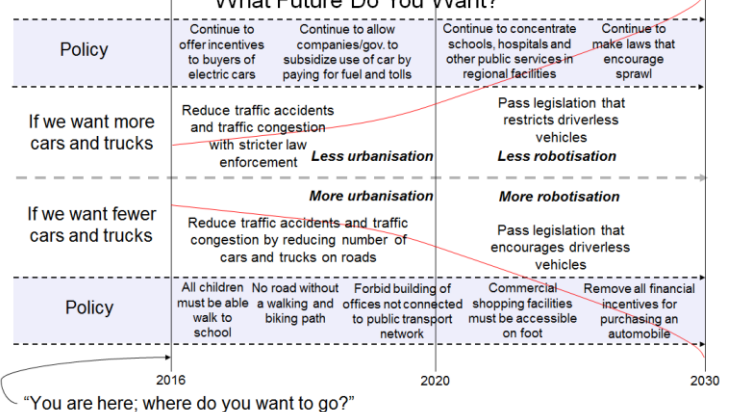 What Future Do You Want?
Policy
Continue to
offer incentives
to buyers of
electric cars
Continue to allow
companies/gov. to
subsidize use of car by
paying for fuel and tolls
Continue to concentrate
schools, hospitals and
other public services in
regional facilities
Continue to
make laws that
encourage
sprawl
If we want more
cars and trucks
Reduce traffic accidents
and traffic congestion
with stricter law
enforcement
Less urbanisation
Pass legislation that
restricts driverless
vehicles
Less robotisation
If we want fewer
cars and trucks
More urbanisation
Reduce traffic accidents and traffic
congestion by reducing number of
cars and trucks on roads
More robotisation
Pass legislation that
encourages driverless
vehicles
Policy
All children
must be able
walk to
school
No road without
a walking and
biking path
Forbid building of
offices not connected
to public transport
network
Commercial
shopping facilities
must be accessible
on foot
Remove all financial
incentives for
purchasing an
automobile
2016
2020
2030
“You are here; where do you want to go?”